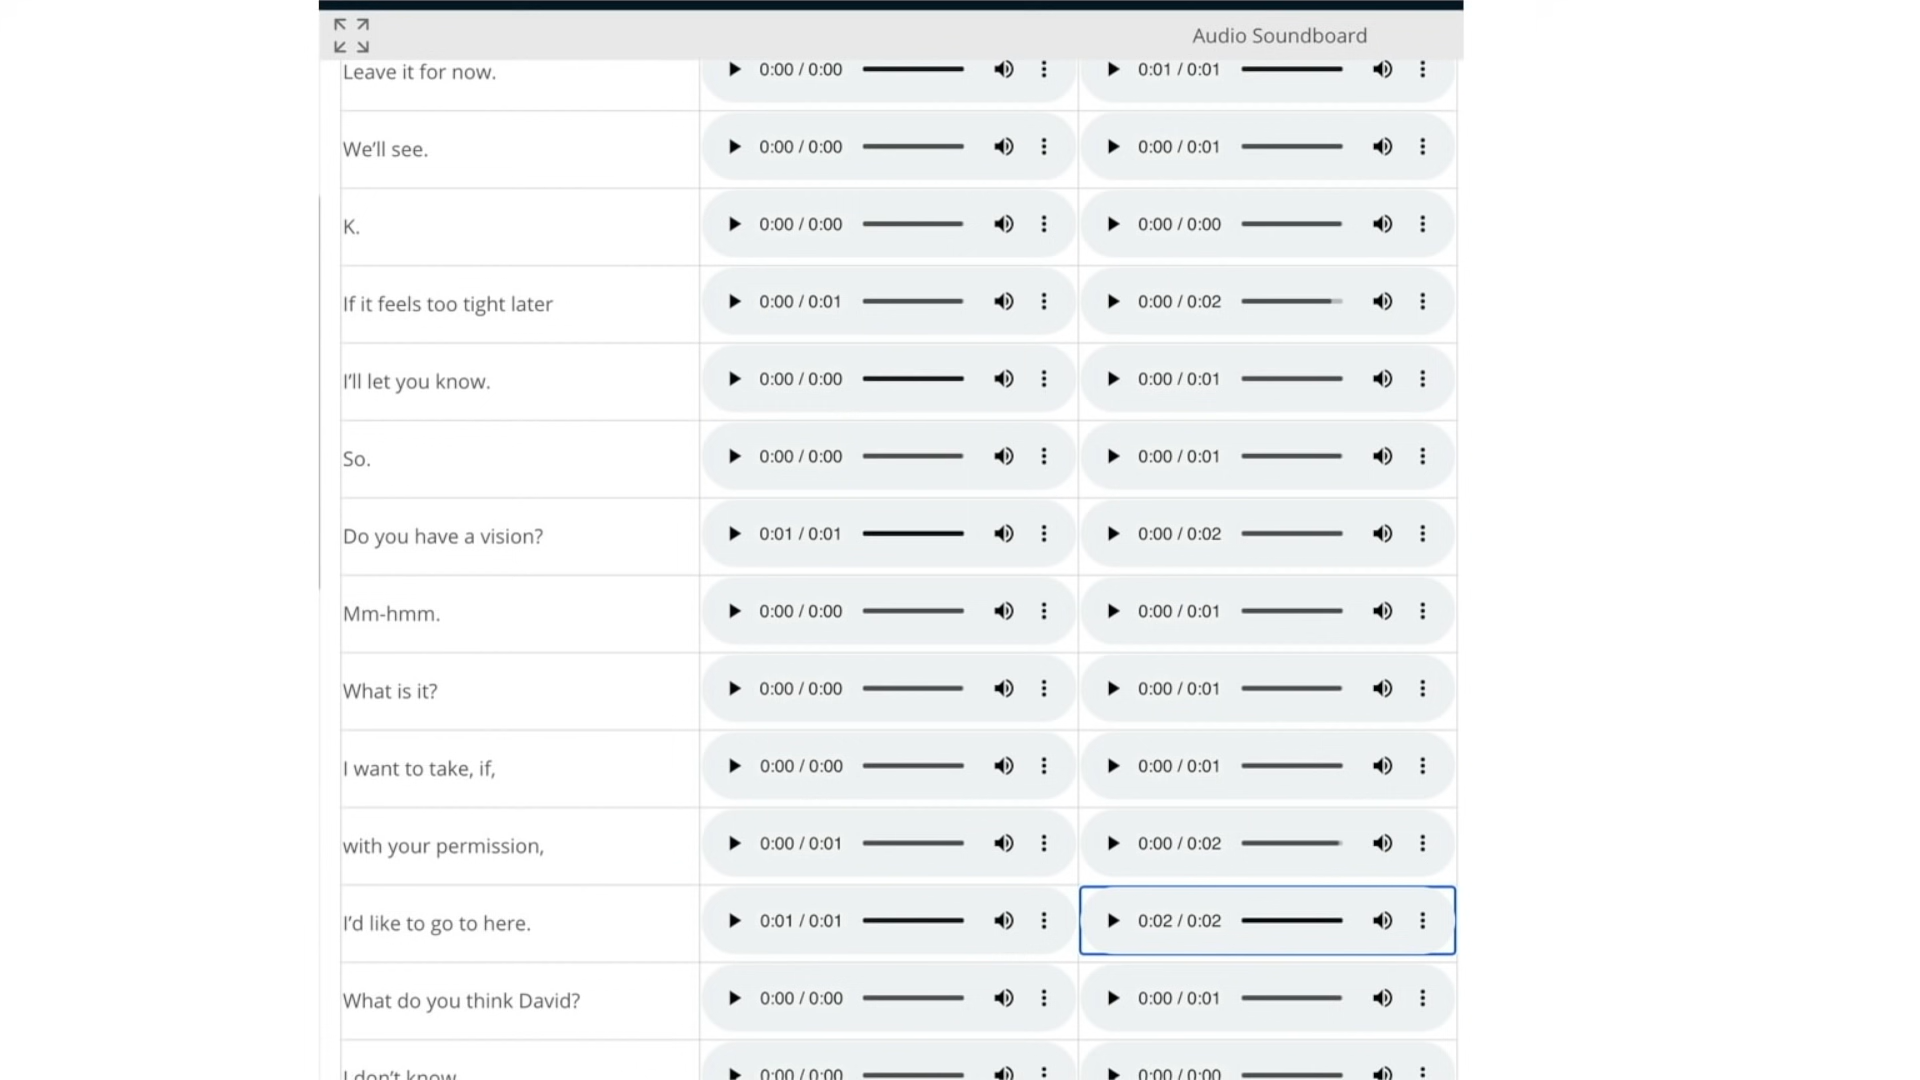 Audio Soundboard
Leave it for now. 0:00 / 0:00 0:01 / 0:01
We'll see. 0:00 / 0:00 0:00 / 0:01
K. 0:00 / 0:00 0:00 / 0:00
If it feels too tight later 0:00 / 0:01 0:00 / 0:02
I'll let you know. 0:00 / 0:00 0:00 / 0:01
So. 0:00 / 0:00 0:00 / 0:01
Do you have a vision? 0:01 / 0:01 0:00 / 0:02
Mm-hmm. 0:00 / 0:00 0:00 / 0:01
What is it? 0:00 / 0:00 0:00 / 0:01
I want to take, if, 0:00 / 0:00 0:00 / 0:01
with your permission, 0:00 / 0:01 0:00 / 0:02
I'd like to go to here. 0:01 / 0:01 0:02 / 0:02
What do you think David? 0:00 / 0:00 0:00 / 0:01
I don't know 0:00 / 0:00 0:00 / 0:00